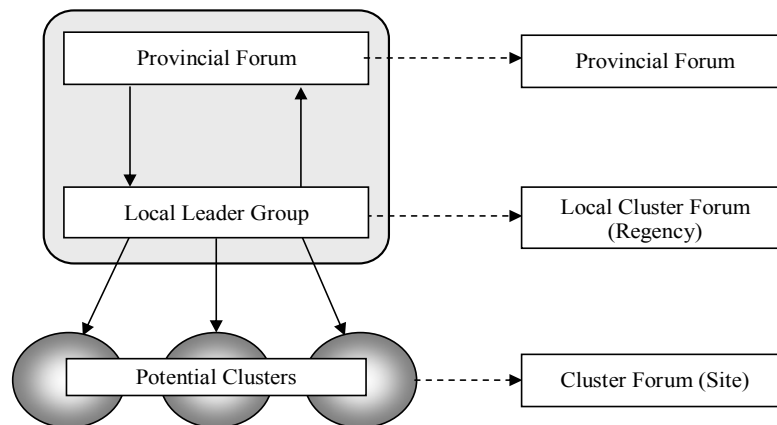 Provincial Forum
Provincial Forum
Local Leader Group
Local Cluster Forum
(Regency)
Potential Clusters
Cluster Forum (Site)